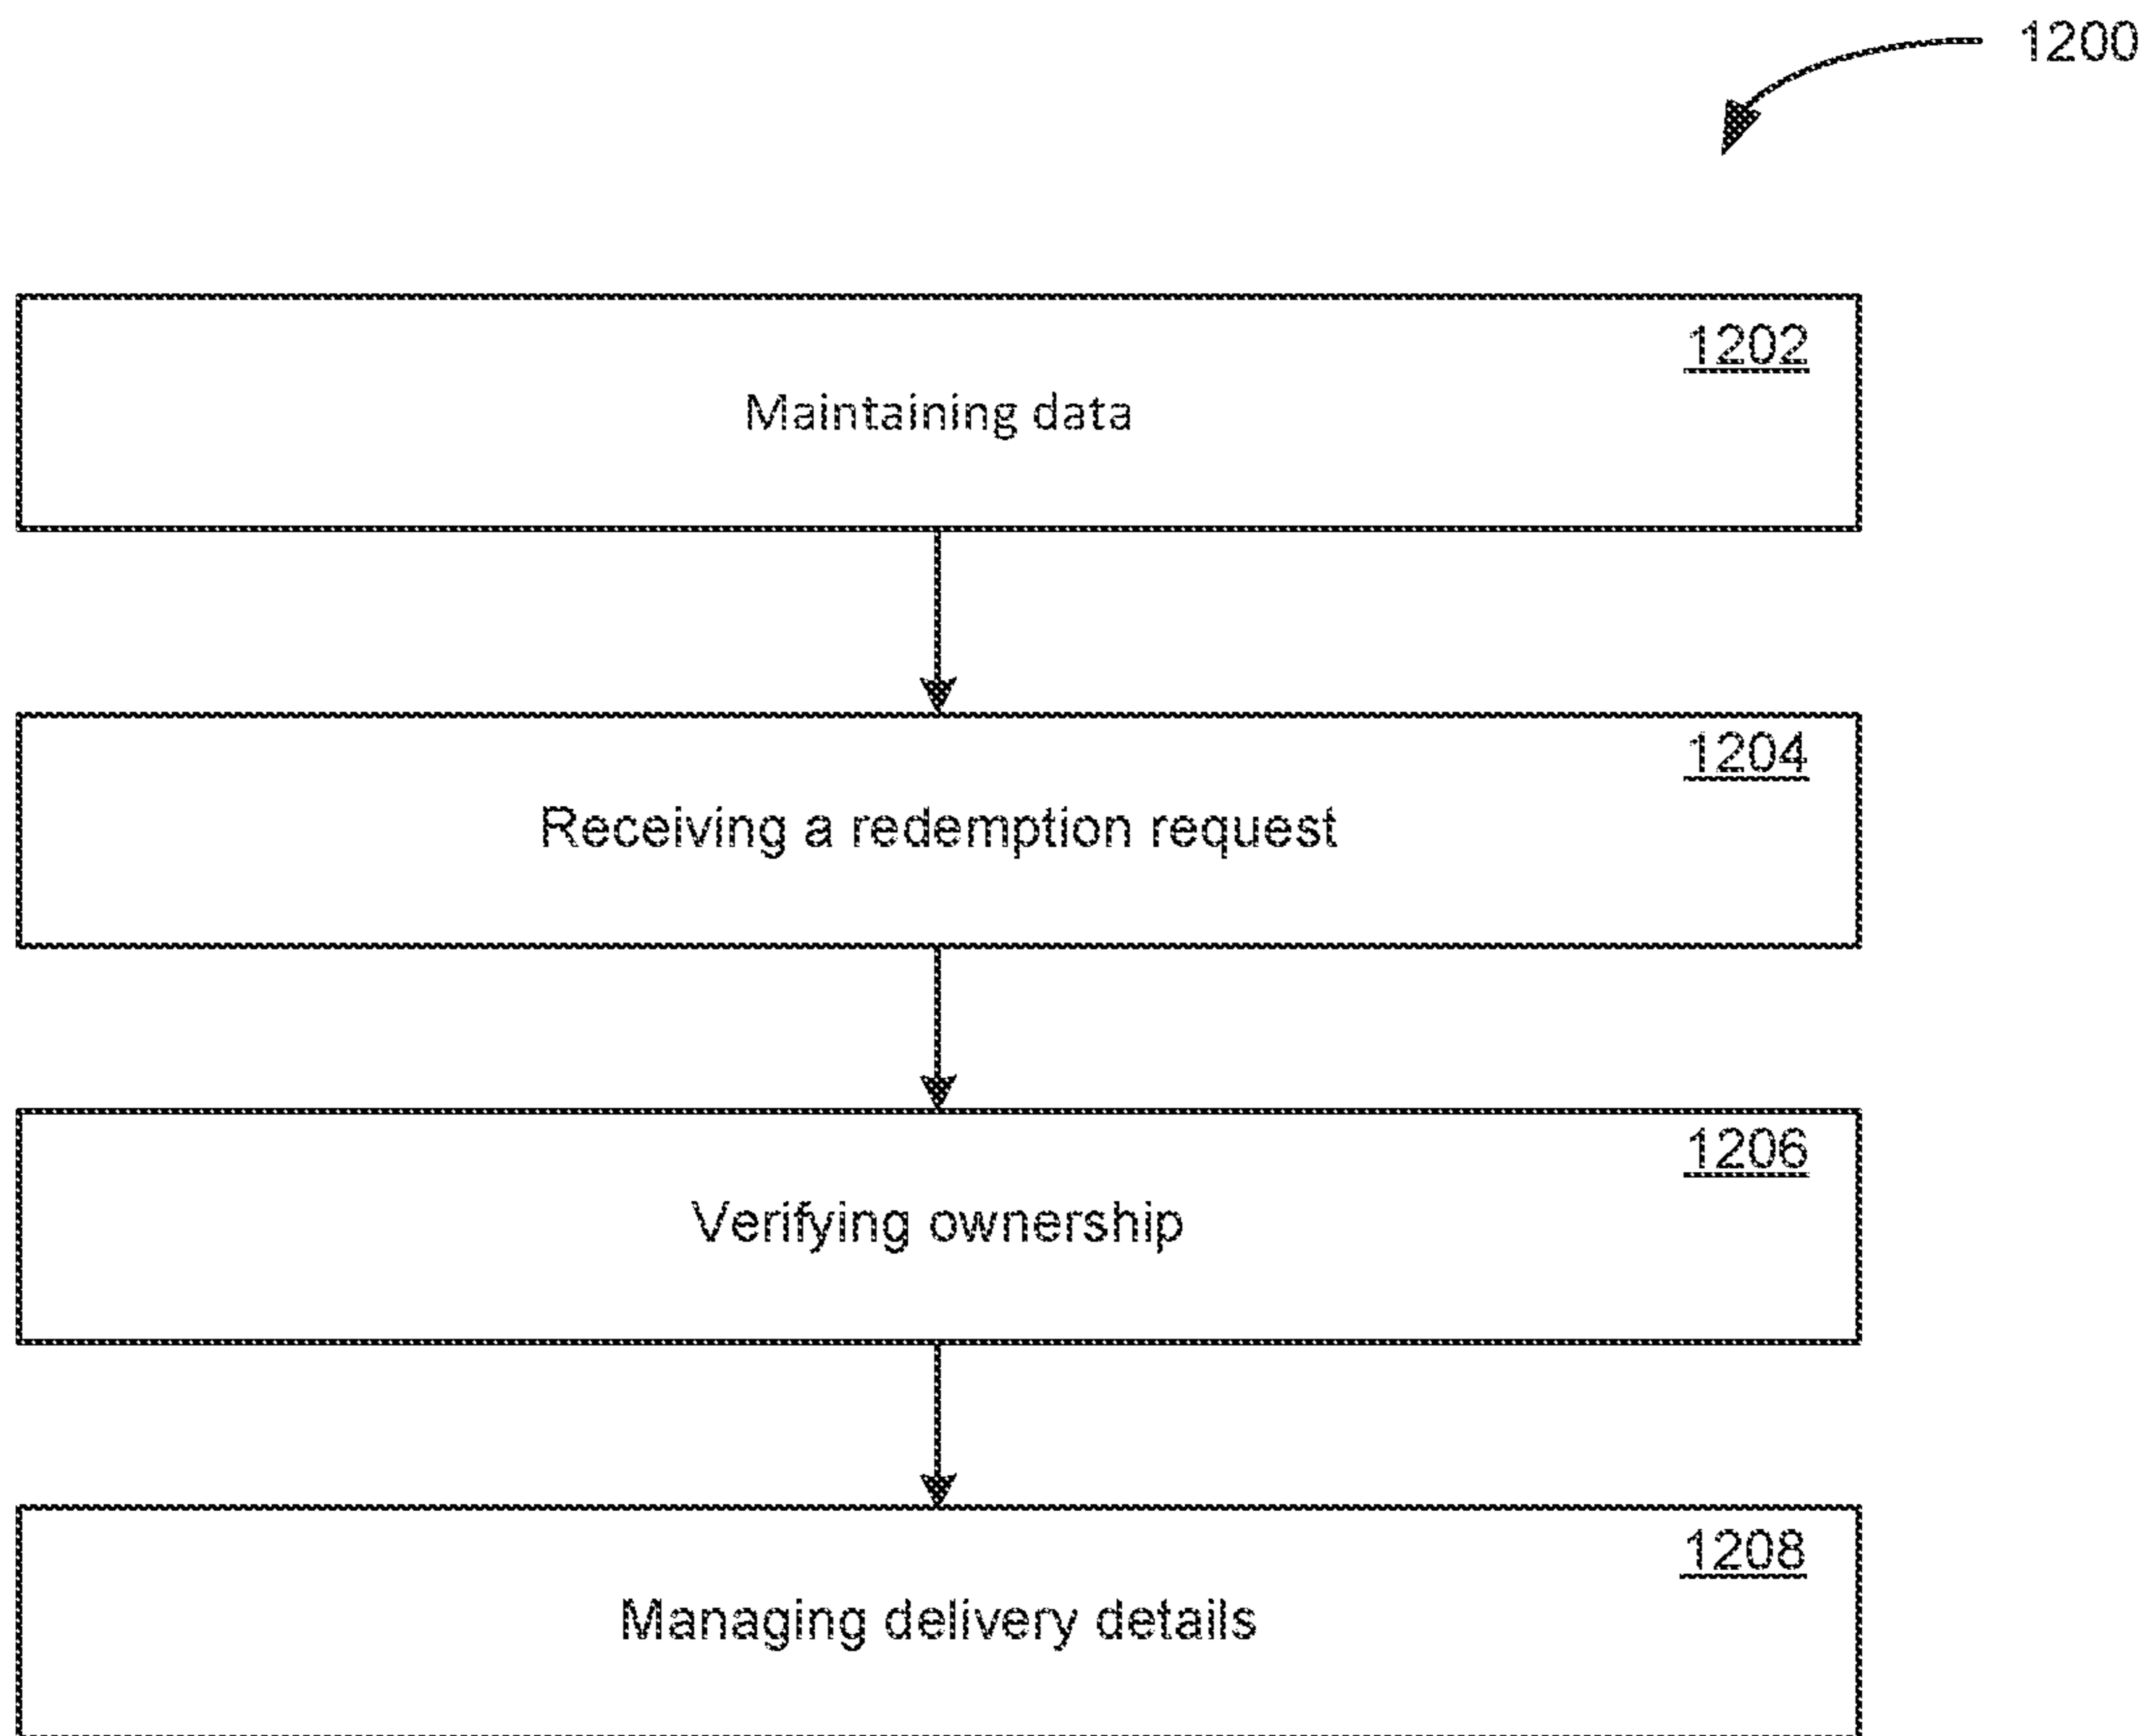 1200
1202
Maintaining data
1204
Receiving a redemption request
1206
Verifying ownership
1208
Managing delivery details